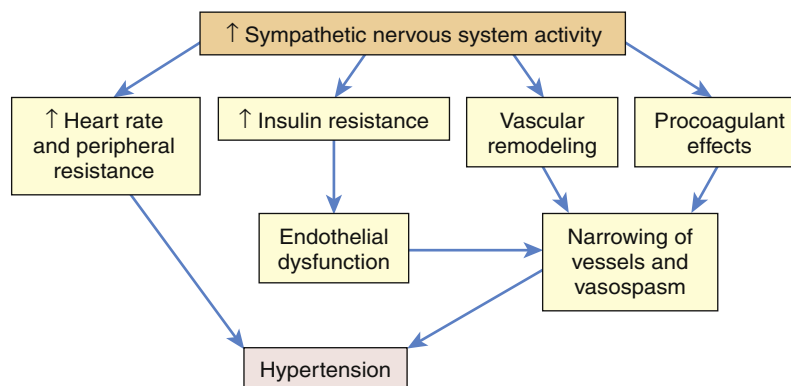 ↑ Sympathetic nervous system activity
↑ Heart rate
and peripheral
resistance
↑ Insulin resistance
Vascular
remodeling
Procoagulant
effects
Endothelial
dysfunction
Narrowing of
vessels and
vasospasm
Hypertension